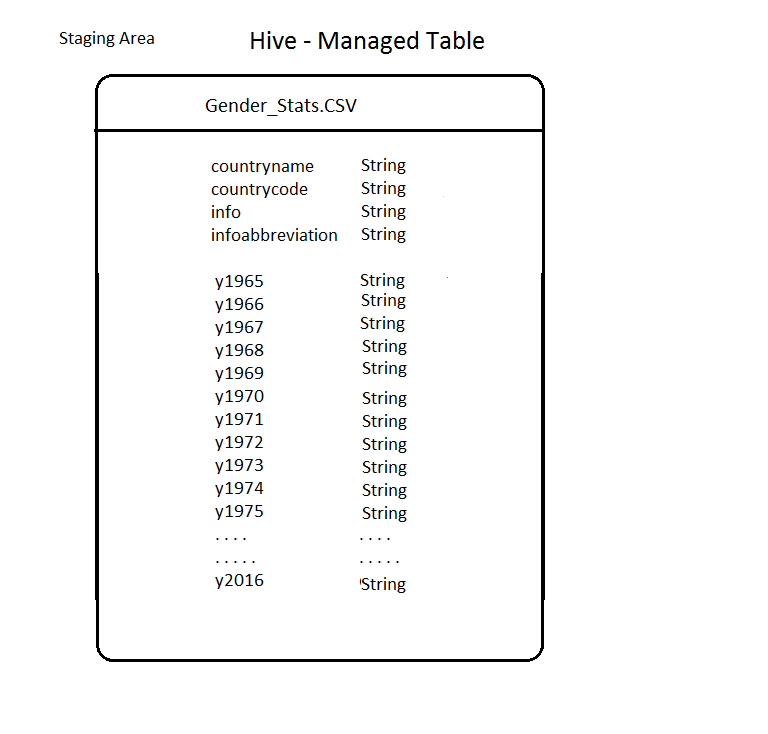 Staging Area
Hive - Managed Table
Gender_Stats.CSV
countryname String
countrycode String
info String
infoabbreviation String
y1965 String
y1966 String
y1967 String
y1968 String
y1969 String
y1970 String
y1971 String
y1972 String
y1973 String
y1974 String
y1975 String
. . . . . . . .
. . . . . . . . . .
y2016 String